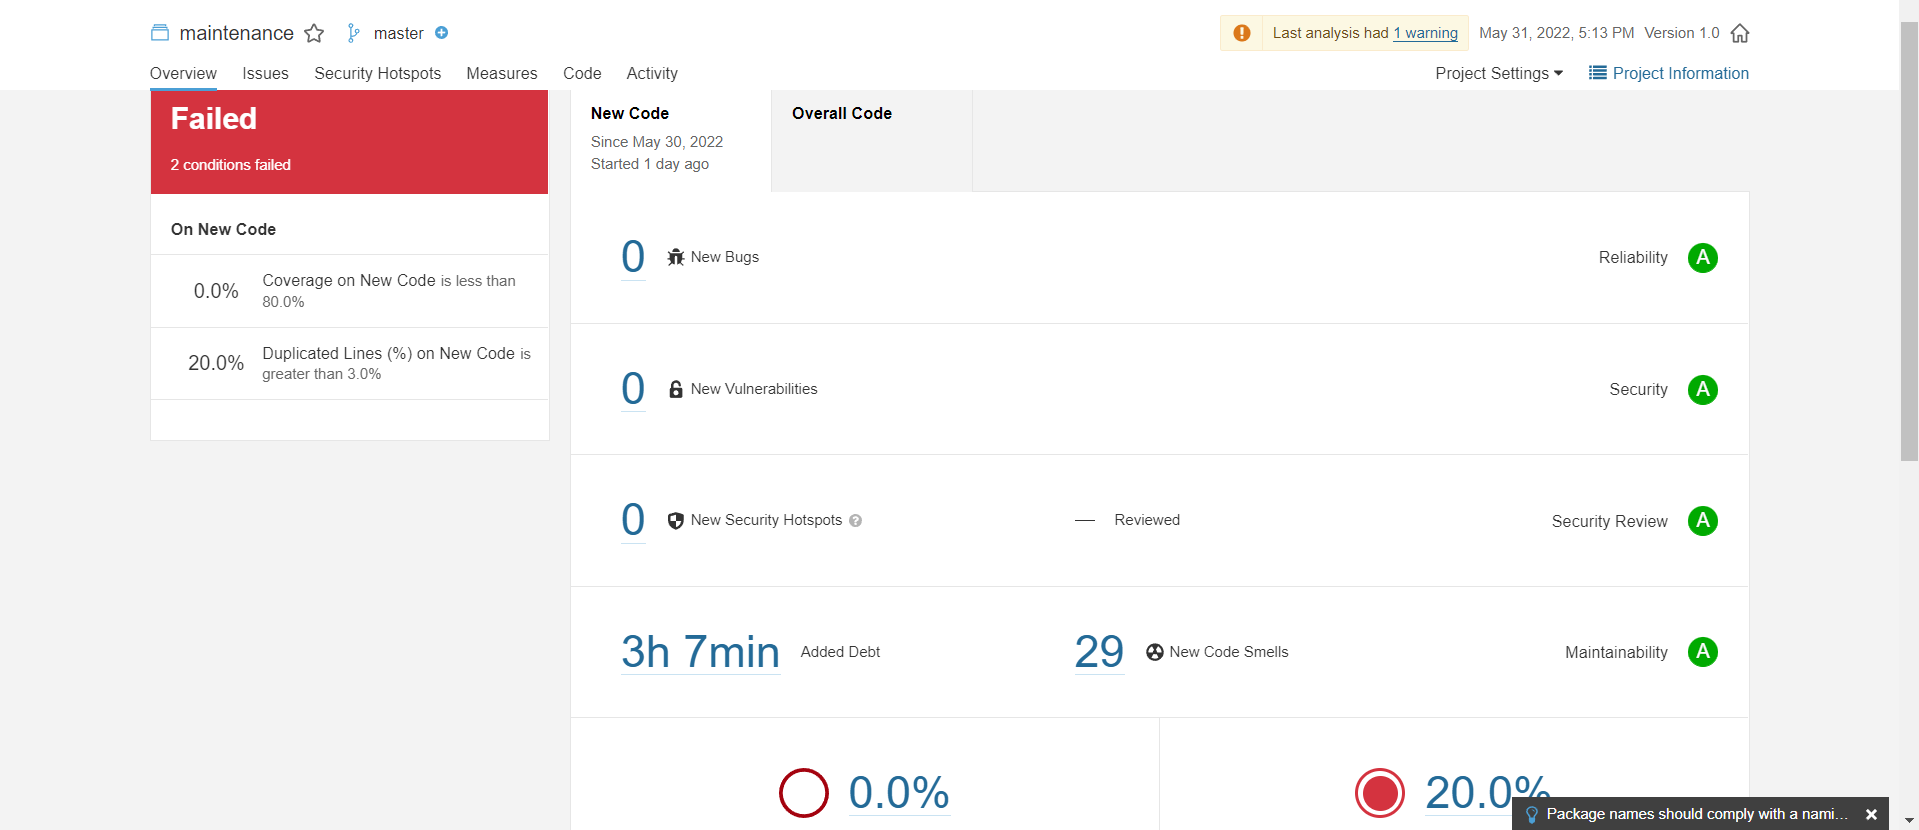 maintenance
master
Last analysis had 1 warning
May 31, 2022, 5:13 PM
Version 1.0
Overview
Issues
Security Hotspots
Measures
Code
Activity
Project Settings
Project Information
Failed
2 conditions failed
On New Code
0.0%
Coverage on New Code is less than
80.0%
20.0%
Duplicated Lines (%) on New Code is
greater than 3.0%
New Code
Since May 30, 2022
Started 1 day ago
Overall Code
0
New Bugs
Reliability
A
0
New Vulnerabilities
Security
A
0
New Security Hotspots
?
Reviewed
Security Review
A
3h 7min
Added Debt
29
New Code Smells
Maintainability
A
0.0%
20.0%
Package names should comply with a nami...